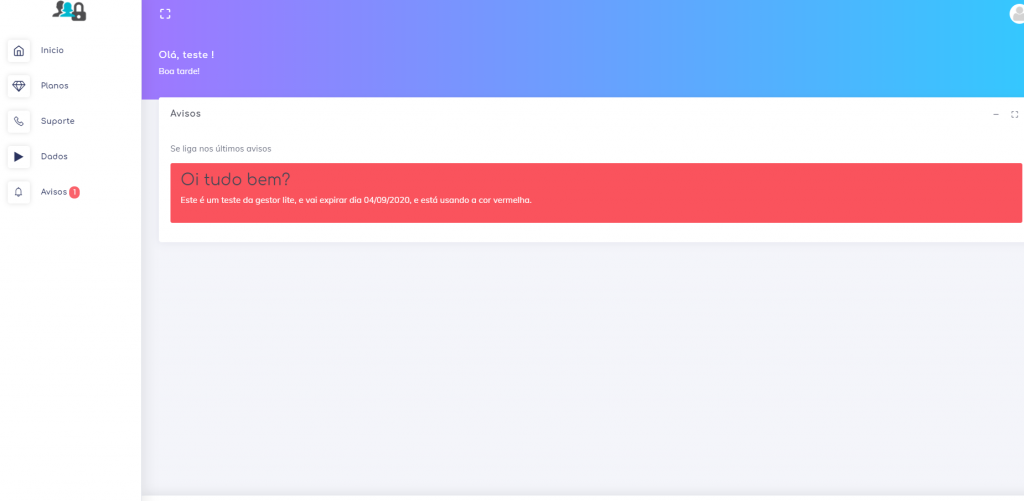 Início
Planos
Suporte
Dados
Avisos 1
Olá, teste !
Boa tarde!
Avisos
Se liga nos últimos avisos
Oi tudo bem?
Este é um teste da gestor lite, e vai expirar dia 04/09/2020, e está usando a cor vermelha.